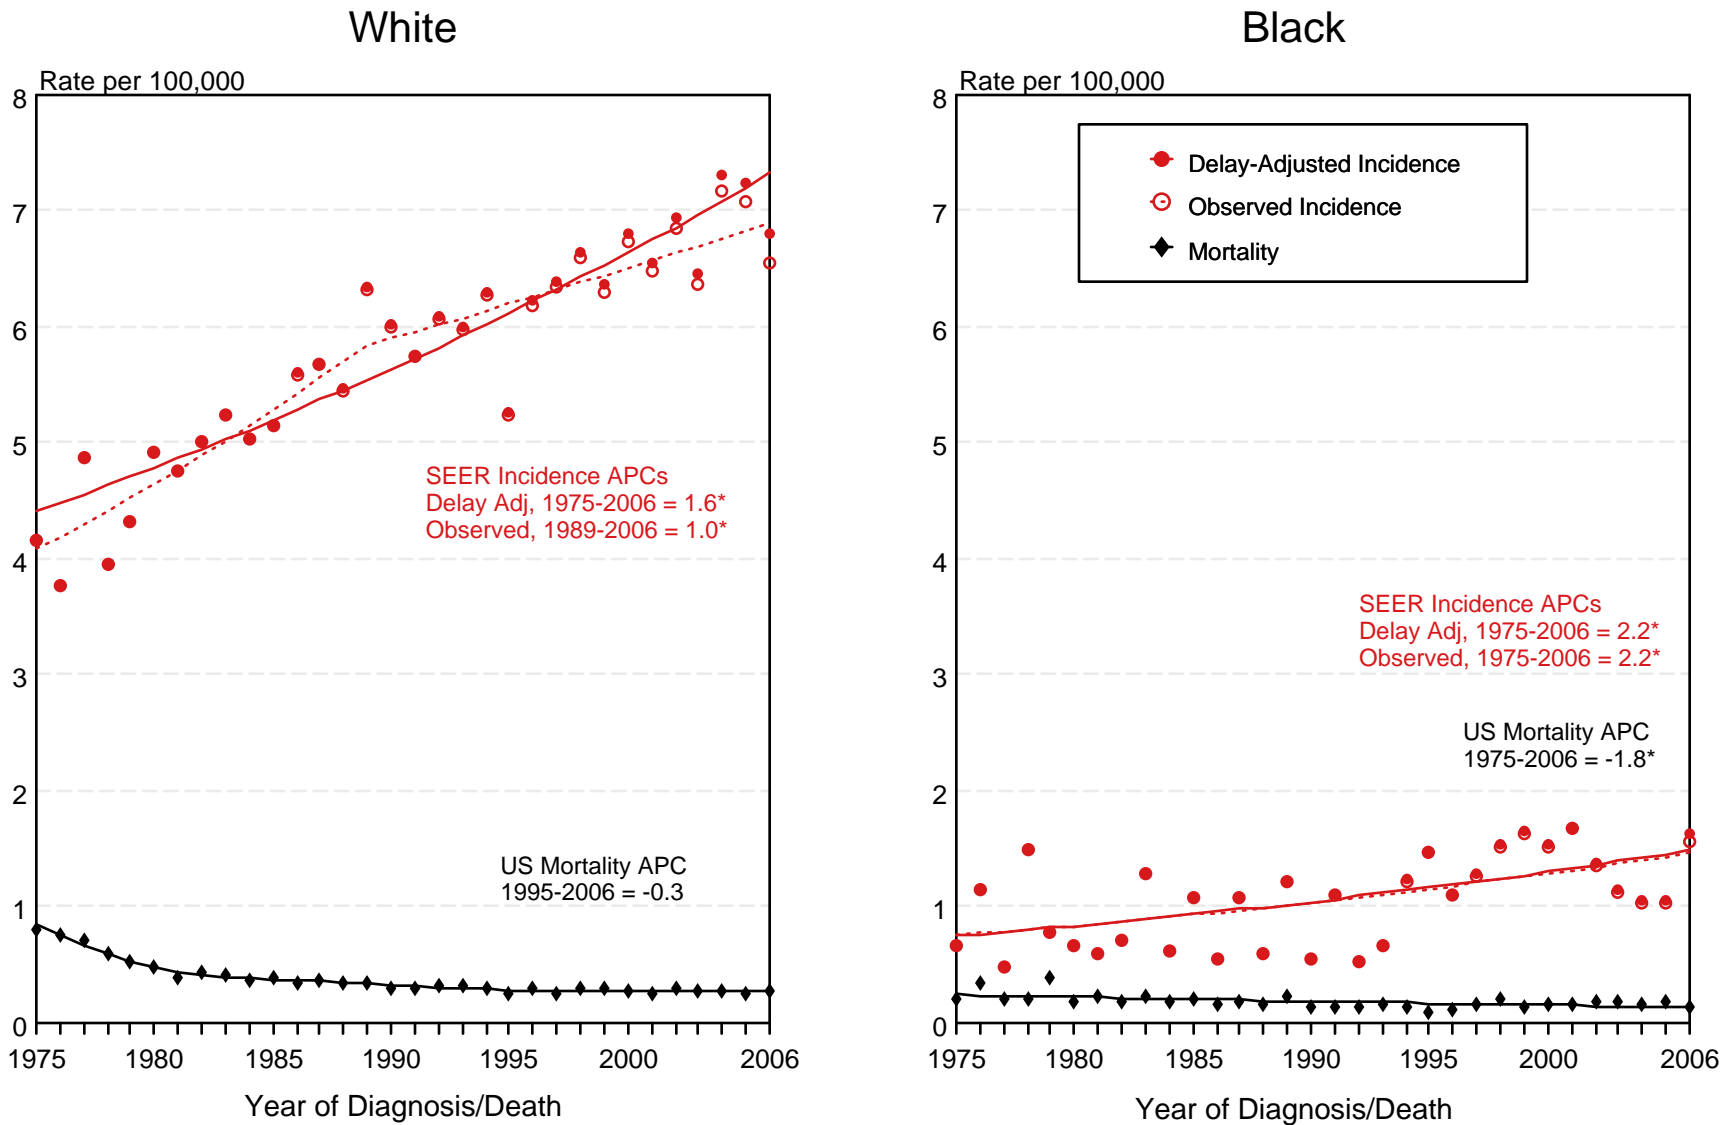 White
Rate per 100,000
8
7
6
5
4
3
2
1
0
SEER Incidence APCs
Delay Adj, 1975-2006 = 1.6*
Observed, 1989-2006 = 1.0*
US Mortality APC
1995-2006 = -0.3
1975 1980 1985 1990 1995 2000 2006
Year of Diagnosis/Death
Black
Rate per 100,000
8
7
6
5
4
3
2
1
0
Delay-Adjusted Incidence
Observed Incidence
Mortality
SEER Incidence APCs
Delay Adj, 1975-2006 = 2.2*
Observed, 1975-2006 = 2.2*
US Mortality APC
1975-2006 = -1.8*
1975 1980 1985 1990 1995 2000 2006
Year of Diagnosis/Death